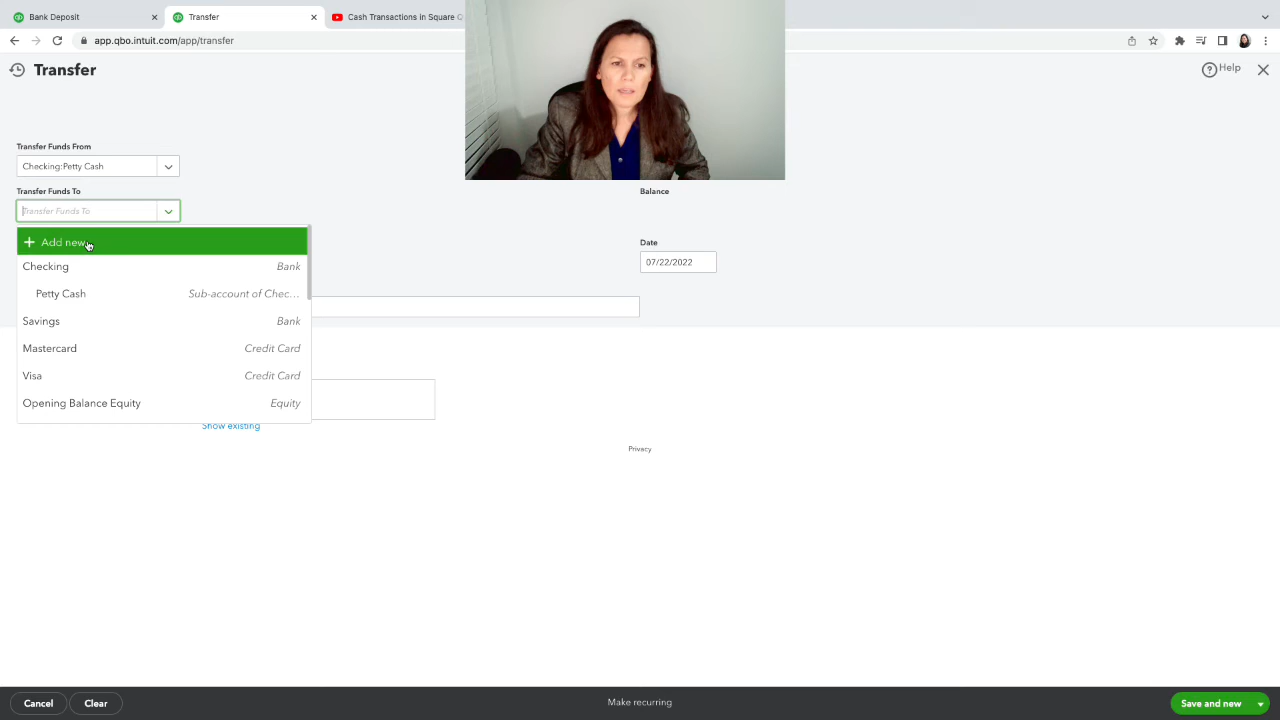 Bank Deposit
Transfer
Cash Transactions in Square Q
app.qbo.intuit.com/app/transfer
Transfer
Help
Transfer Funds From
Checking:Petty Cash
Transfer Funds To
Balance
Transfer Funds To
Add new
Date
Checking Bank
07/22/2022
Petty Cash Sub-account of Chec...
Savings Bank
Mastercard Credit Card
Visa Credit Card
Opening Balance Equity Equity
Show existing
Privacy
Cancel
Clear
Make recurring
Save and new